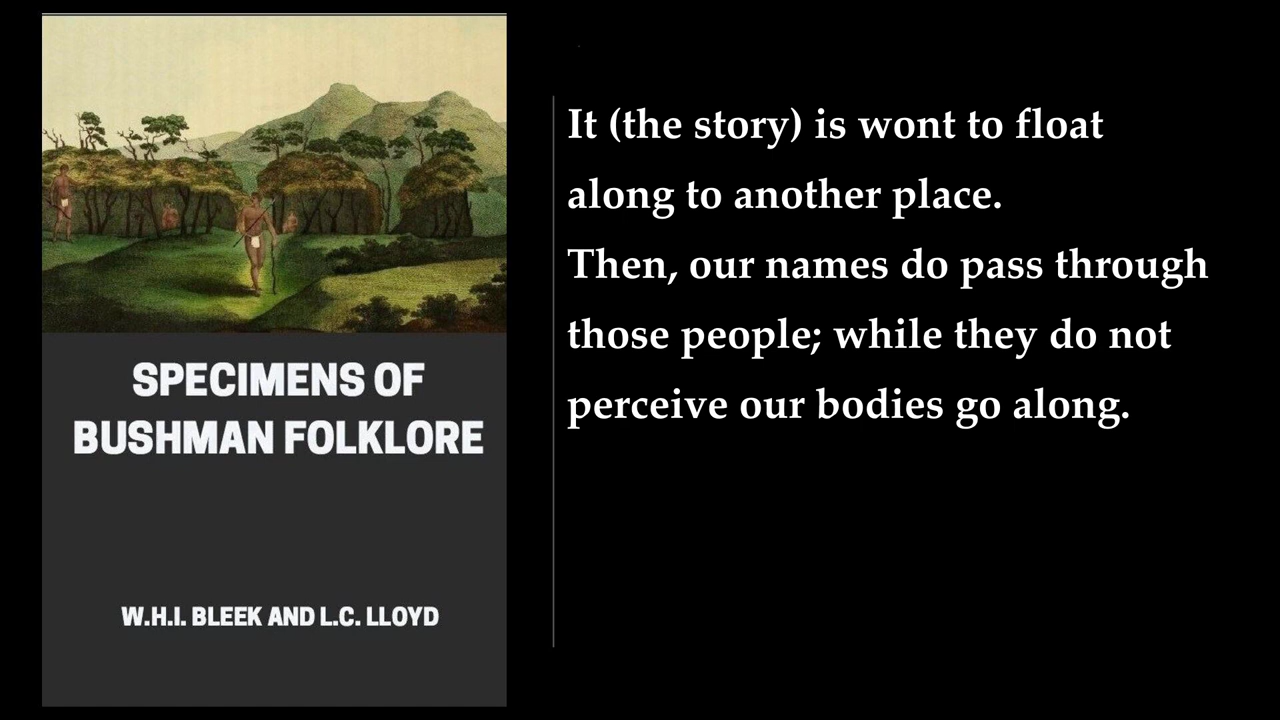 SPECIMENS OF
BUSHMAN FOLKLORE
W.H.I. BLEEK AND L.C. LLOYD
It (the story) is wont to float
along to another place.
Then, our names do pass through
those people; while they do not
perceive our bodies go along.